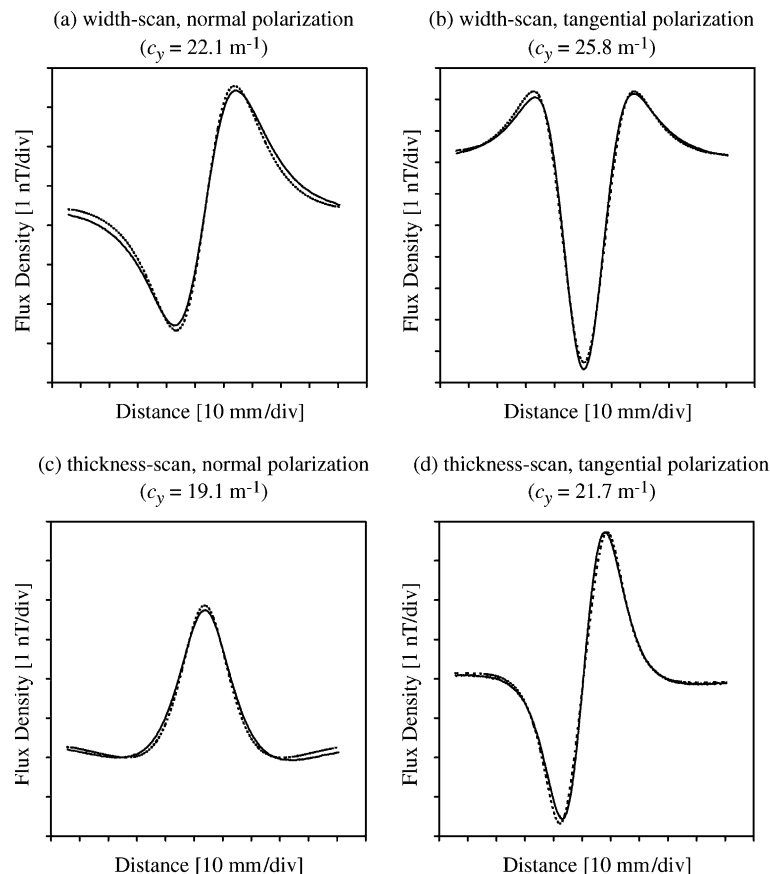 (a) width-scan, normal polarization
(c_y = 22.1 m^-1)
Flux Density [1 nT/div]
Distance [10 mm/div]
(b) width-scan, tangential polarization
(c_y = 25.8 m^-1)
Flux Density [1 nT/div]
Distance [10 mm/div]
(c) thickness-scan, normal polarization
(c_y = 19.1 m^-1)
Flux Density [1 nT/div]
Distance [10 mm/div]
(d) thickness-scan, tangential polarization
(c_y = 21.7 m^-1)
Flux Density [1 nT/div]
Distance [10 mm/div]